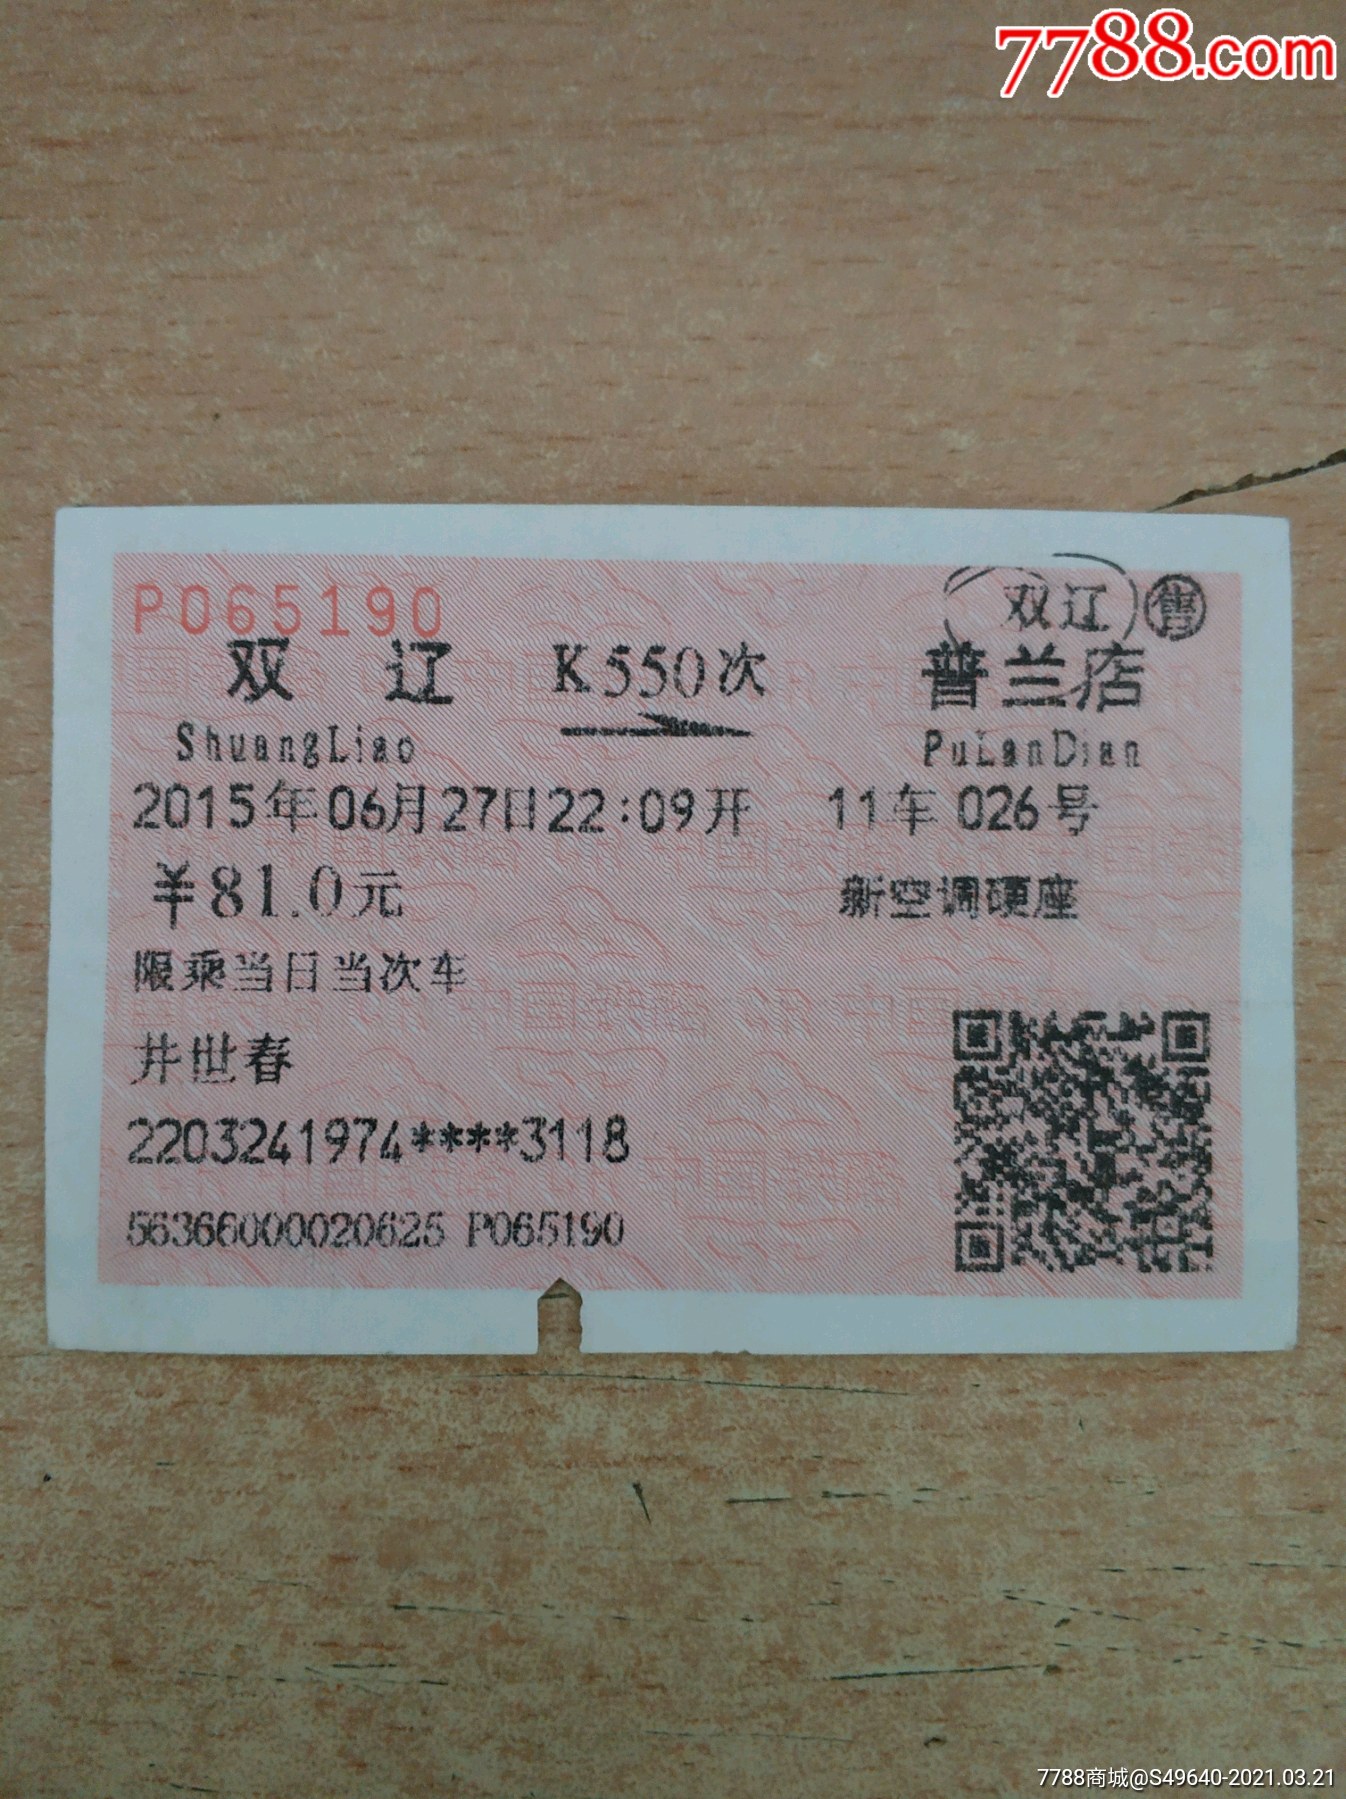 7788.com
P065190
双辽 售
双辽 K550次 普兰店
ShuangLiao PuLanDian
2015年06月27日22:09开 11车026号
¥81.0元 新空调硬座
限乘当日当次车
井世春
2203241974****3118
56366000020625 P065190
7788商城@S49640-2021.03.21